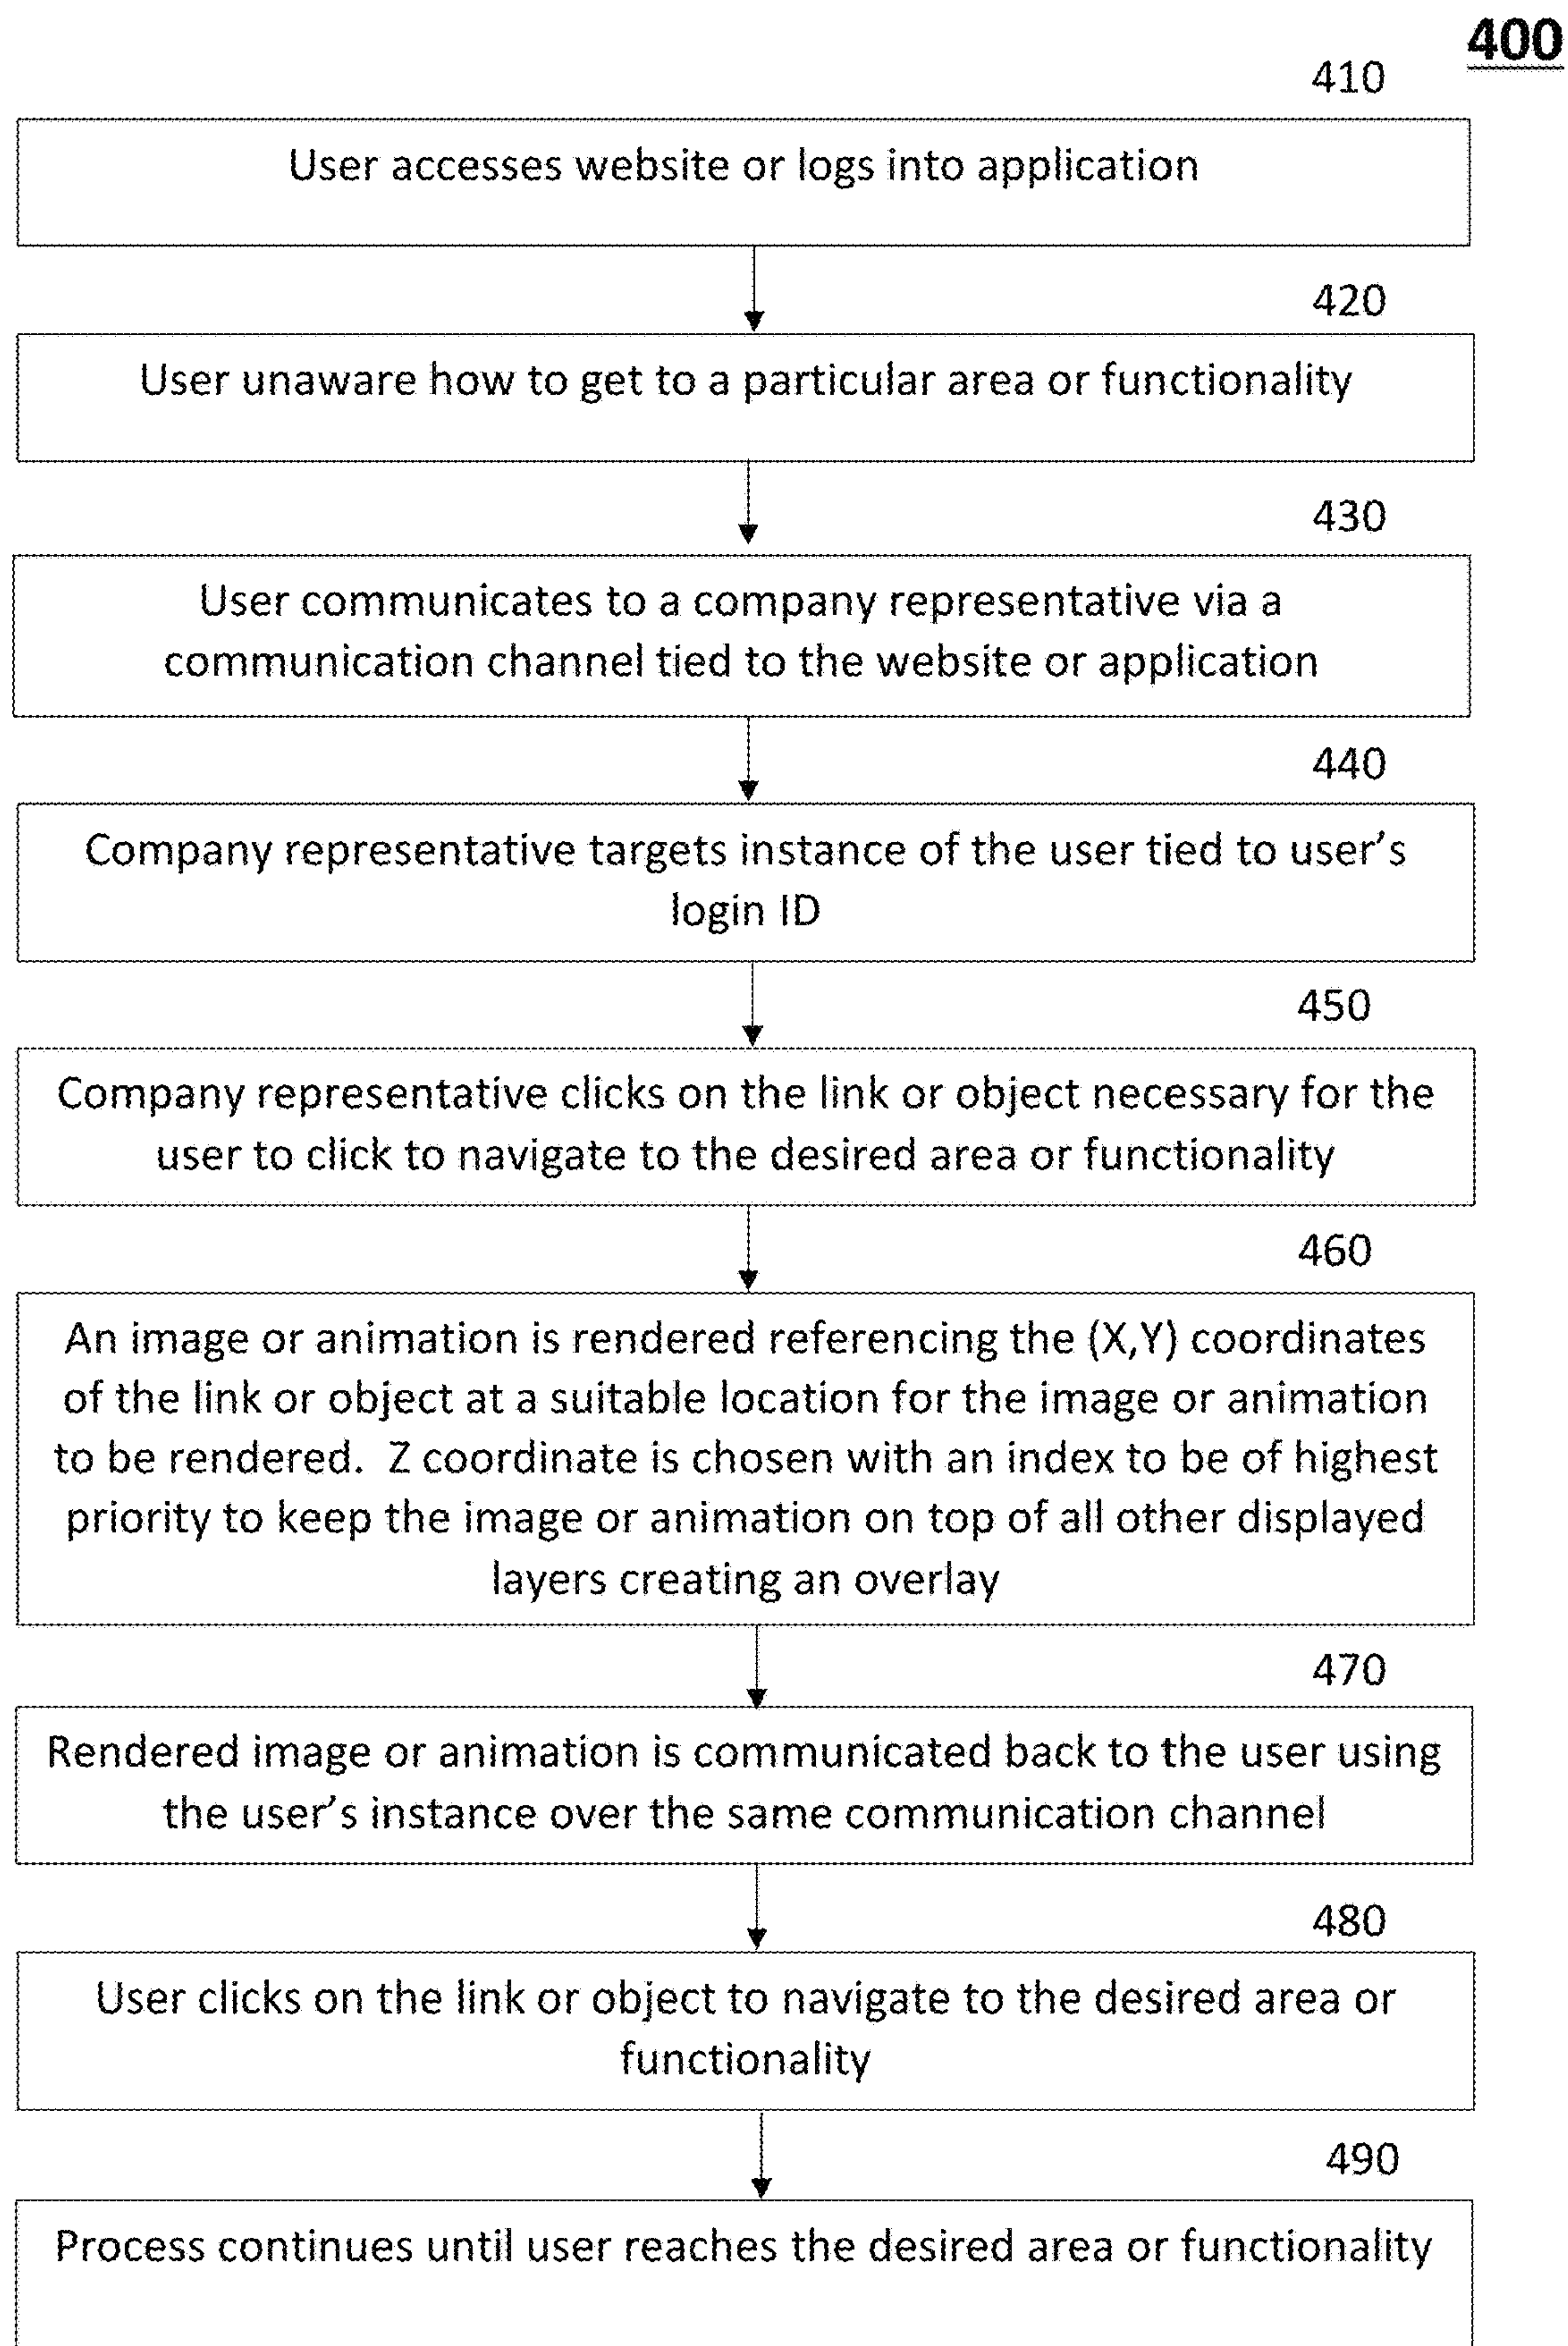 400
410
User accesses website or logs into application
420
User unaware how to get to a particular area or functionality
430
User communicates to a company representative via a
communication channel tied to the website or application
440
Company representative targets instance of the user tied to user’s
login ID
450
Company representative clicks on the link or object necessary for the
user to click to navigate to the desired area or functionality
460
An image or animation is rendered referencing the (X,Y) coordinates
of the link or object at a suitable location for the image or animation
to be rendered.  Z coordinate is chosen with an index to be of highest
priority to keep the image or animation on top of all other displayed
layers creating an overlay
470
Rendered image or animation is communicated back to the user using
the user’s instance over the same communication channel
480
User clicks on the link or object to navigate to the desired area or
functionality
490
Process continues until user reaches the desired area or functionality